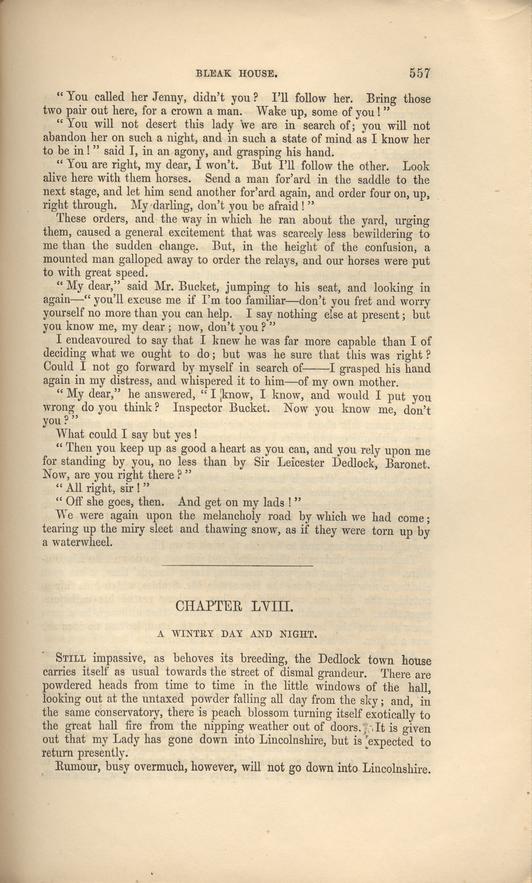 BLEAK HOUSE. 557
“ You called her Jenny, didn’t you ? I’ll follow her. Bring those
two pair out here, for a crown a man. Wake up, some of you ! ”
“ You will not desert this lady we are in search of ; you will not
abandon her on such a night, and in such a state of mind as I know her
to be in ! ” said I, in an agony, and grasping his hand.
“ You are right, my dear, I won’t. But I’ll follow the other. Look
alive here with them horses. Send a man for’ard in the saddle to the
next stage, and let him send another for’ard again, and order four on, up,
right through. My darling, don’t you be afraid ! ”
These orders, and the way in which he ran about the yard, urging
them, caused a general excitement that was scarcely less bewildering to
me than the sudden change. But, in the height of the confusion, a
mounted man galloped away to order the relays, and our horses were put
to with great speed.
“ My dear,” said Mr. Bucket, jumping to his seat, and looking in
again—“ you’ll excuse me if I’m too familiar—don’t you fret and worry
yourself no more than you can help. I say nothing else at present ; but
you know me, my dear ; now, don’t you ? ”
I endeavoured to say that I knew he was far more capable than I of
deciding what we ought to do ; but was he sure that this was right ?
Could I not go forward by myself in search of——I grasped his hand
again in my distress, and whispered it to him—of my own mother.
“ My dear,” he answered, “ I know, I know, and would I put you
wrong do you think ? Inspector Bucket. Now you know me, don’t
you ? ”
What could I say but yes !
“ Then you keep up as good a heart as you can, and you rely upon me
for standing by you, no less than by Sir Leicester Dedlock, Baronet.
Now, are you right there ? ”
“ All right, sir ! ”
“ Off she goes, then. And get on my lads ! ”
We were again upon the melancholy road by which we had come ;
tearing up the miry sleet and thawing snow, as if they were torn up by
a waterwheel.
CHAPTER LVIII.
A WINTRY DAY AND NIGHT.
STILL impassive, as behoves its breeding, the Dedlock town house
carries itself as usual towards the street of dismal grandeur. There are
powdered heads from time to time in the little windows of the hall,
looking out at the untaxed powder falling all day from the sky ; and, in
the same conservatory, there is peach blossom turning itself exotically to
the great hall fire from the nipping weather out of doors. It is given
out that my Lady has gone down into Lincolnshire, but is expected to
return presently.
Rumour, busy overmuch, however, will not go down into Lincolnshire.